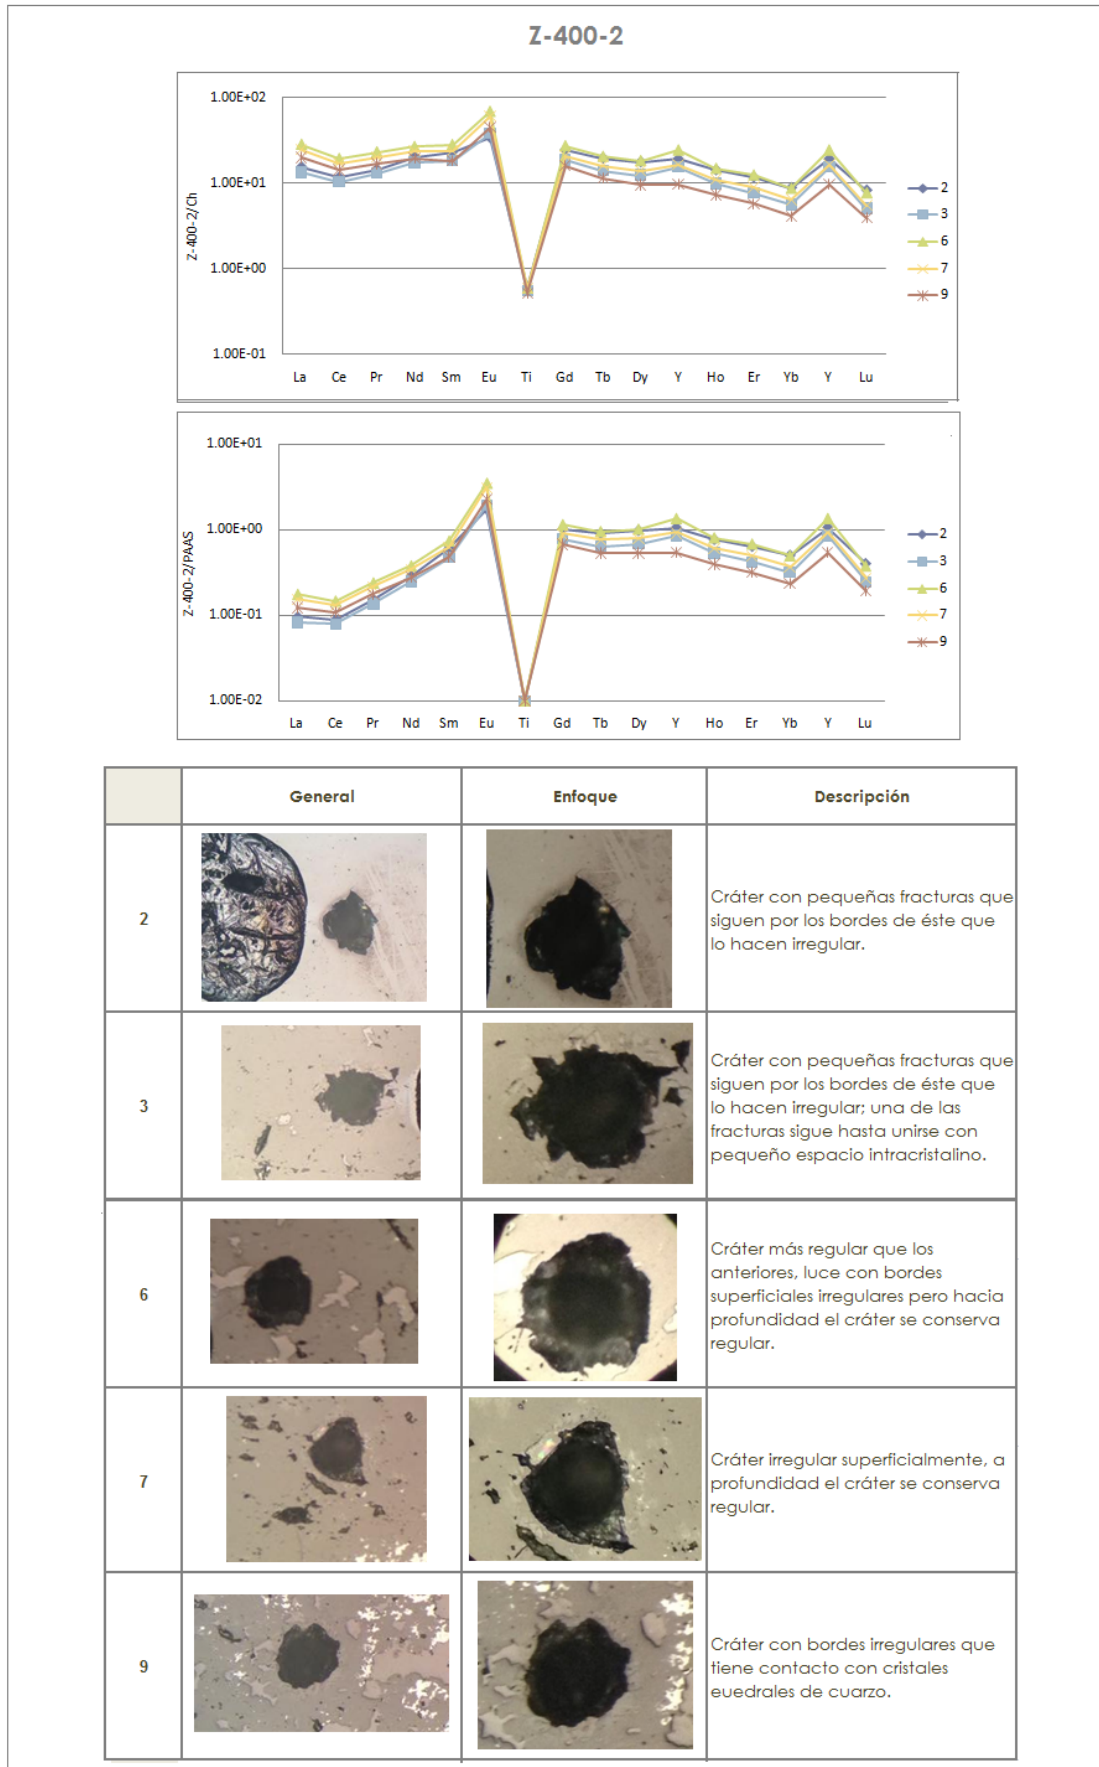 Z-400-2
1.00E+02
1.00E+01
1.00E+00
1.00E-01
Z-400-2/Ch
La Ce Pr Nd Sm Eu Ti Gd Tb Dy Y Ho Er Yb Y Lu
2
3
6
7
9
1.00E+01
1.00E+00
1.00E-01
1.00E-02
Z-400-2/PAAS
La Ce Pr Nd Sm Eu Ti Gd Tb Dy Y Ho Er Yb Y Lu
2
3
6
7
9
General Enfoque Descripción
2
Cráter con pequeñas fracturas que
siguen por los bordes de éste que
lo hacen irregular.
3
Cráter con pequeñas fracturas que
siguen por los bordes de éste que
lo hacen irregular; una de las
fracturas sigue hasta unirse con
pequeño espacio intracristalino.
6
Cráter más regular que los
anteriores, luce con bordes
superficiales irregulares pero hacia
profundidad el cráter se conserva
regular.
7
Cráter irregular superficialmente, a
profundidad el cráter se conserva
regular.
9
Cráter con bordes irregulares que
tiene contacto con cristales
euedrales de cuarzo.